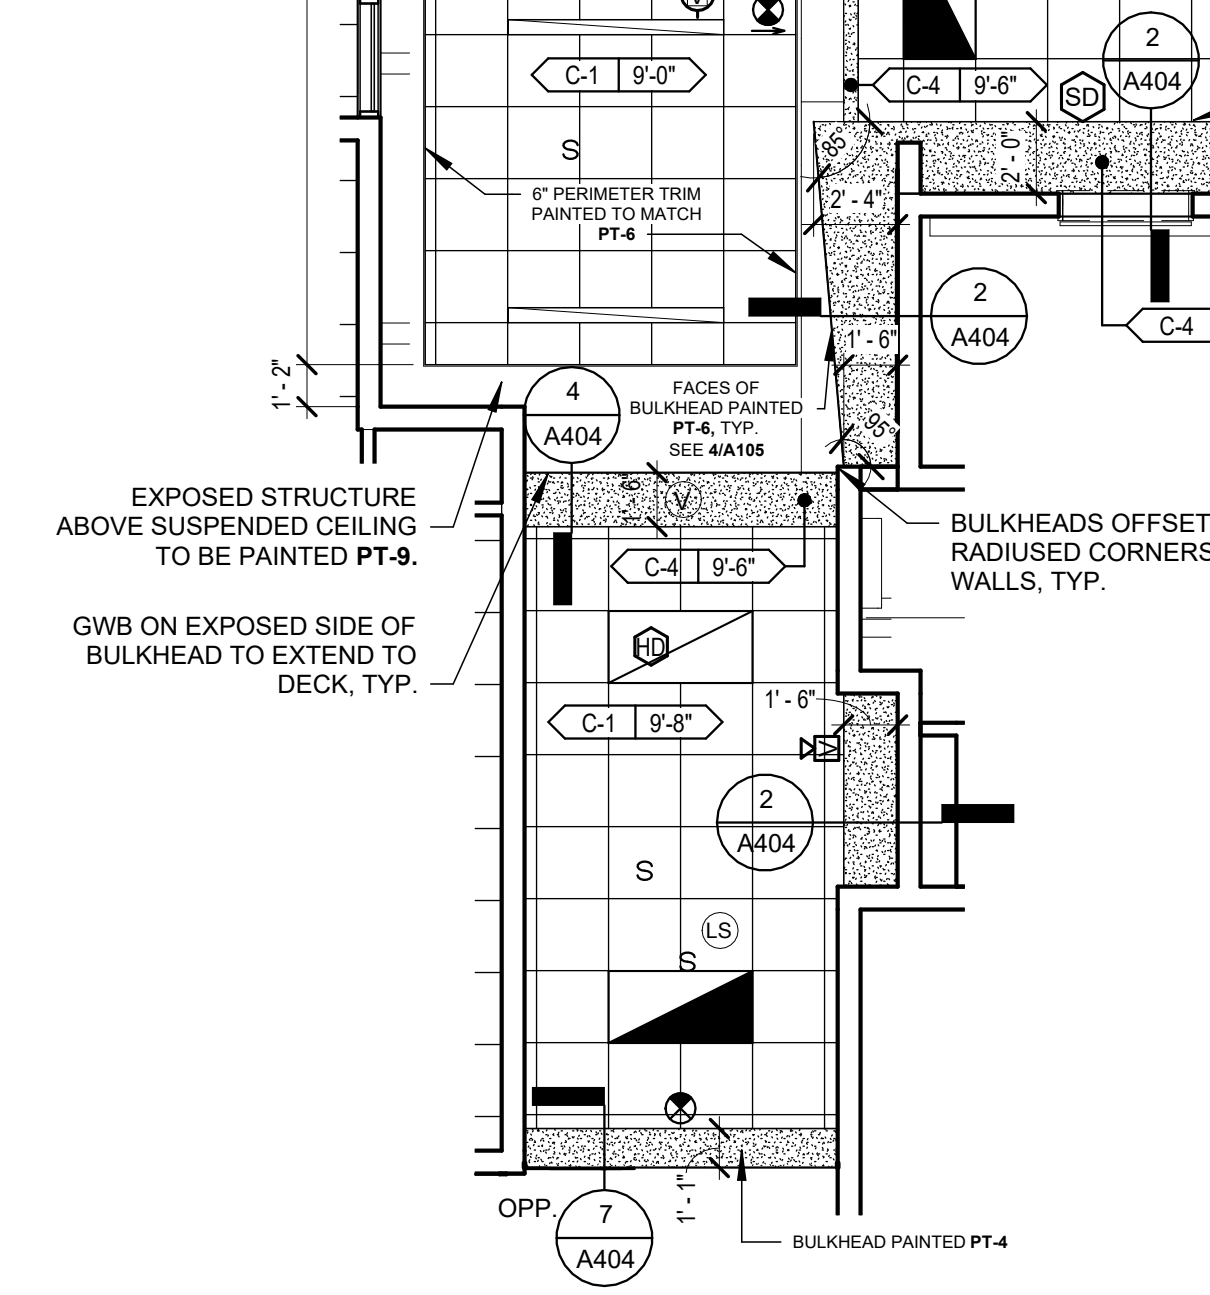 C-1 9'-0"
C-4 9'-6"
SD
2
A404
S
85°
2' - 0"
6" PERIMETER TRIM
PAINTED TO MATCH
PT-6
2' - 4"
2
A404
C-4
1' - 6"
1' - 2"
4
A404
FACES OF
BULKHEAD PAINTED
PT-6, TYP.
SEE 4/A105
95°
EXPOSED STRUCTURE
ABOVE SUSPENDED CEILING
TO BE PAINTED PT-9.
1' - 6"
V
BULKHEADS OFFSET
RADIUSED CORNERS
WALLS, TYP.
C-4 9'-6"
GWB ON EXPOSED SIDE OF
BULKHEAD TO EXTEND TO
DECK, TYP.
HD
1' - 6"
C-1 9'-8"
V
2
A404
S
LS
S
1' - 1"
OPP.
7
A404
BULKHEAD PAINTED PT-4